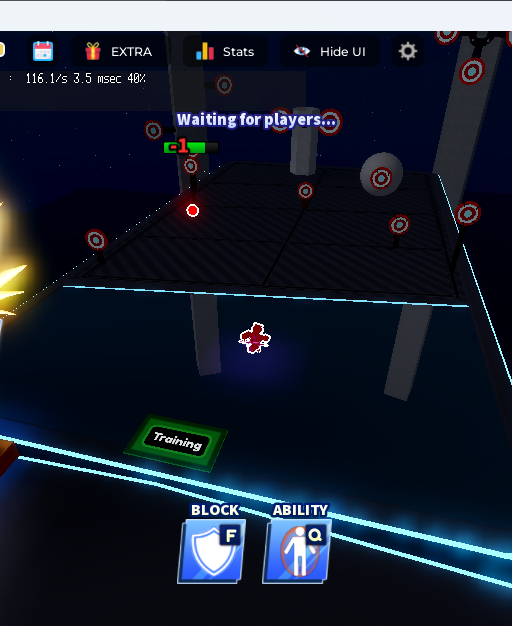 EXTRA
Stats
Hide UI
: 116.1/s 3.5 msec 40%
Waiting for players...
-1
Training
BLOCK
ABILITY
F
Q